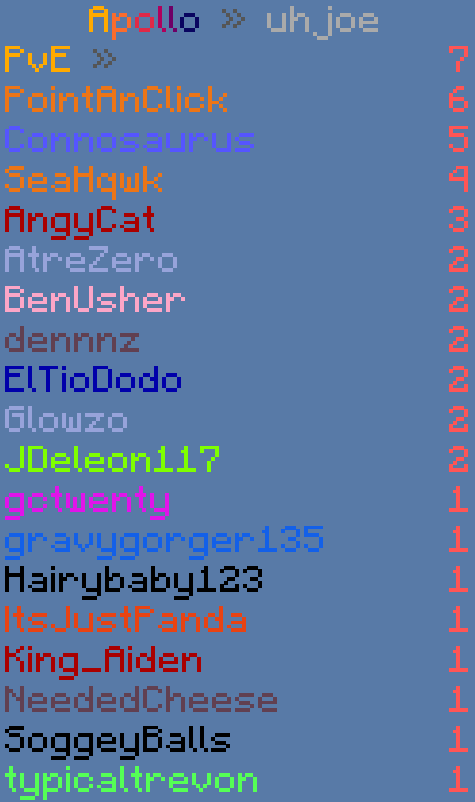 Apollo » uh_joe
PvE » 7
PointAnClick 6
Connosaurus 5
SeaHqwk 4
AngyCat 3
AtreZero 2
BenUsher 2
dennnz 2
ElTioDodo 2
Glowzo 2
JDeleon117 2
gotwenty 1
gravygorger135 1
Hairybaby123 1
ItsJustPanda 1
King_Aiden 1
NeededCheese 1
SoggeyBalls 1
typicaltrevon 1